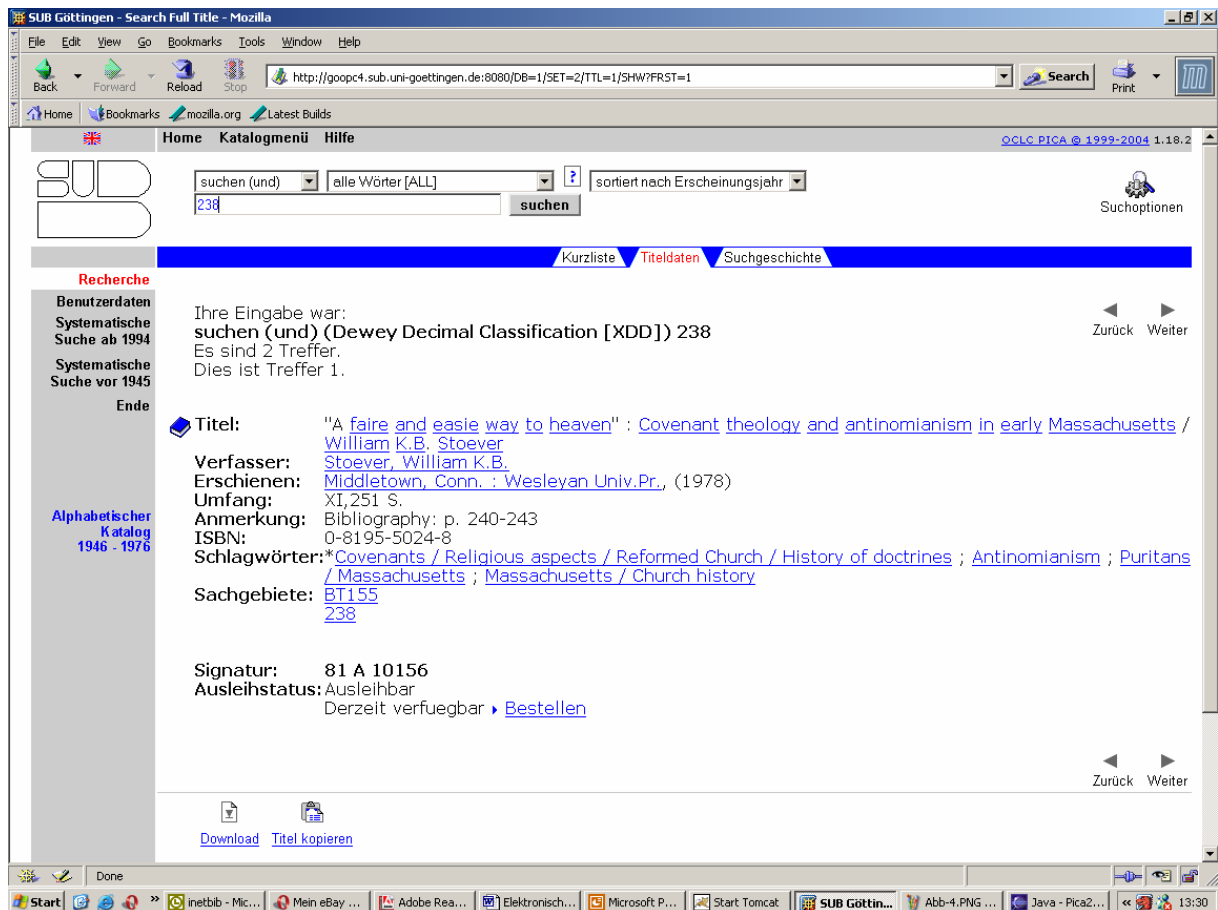 SUB Göttingen - Search Full Title - Mozilla
File Edit View Go Bookmarks Tools Window Help
Back Forward Reload Stop http://goopc4.sub.uni-goettingen.de:8080/DB=1/SET=2/TTL=1/SHW?FRST=1 Search Print
Home Bookmarks mozilla.org Latest Builds
Home Katalogmenü Hilfe OCLC PICA © 1999-2004 1.18.2
SUB
suchen (und) alle Wörter [ALL] ? sortiert nach Erscheinungsjahr
238 suchen
Suchoptionen
Kurzliste Titeldaten Suchgeschichte
Recherche
Benutzerdaten
Systematische
Suche ab 1994
Systematische
Suche vor 1945
Ende
Alphabetischer
Katalog
1946 - 1976
Ihre Eingabe war:
suchen (und) (Dewey Decimal Classification [XDD]) 238
Es sind 2 Treffer.
Dies ist Treffer 1.
Zurück Weiter
Titel: "A faire and easie way to heaven" : Covenant theology and antinomianism in early Massachusetts /
William K.B. Stoever
Verfasser: Stoever, William K.B.
Erschienen: Middletown, Conn. : Wesleyan Univ.Pr., (1978)
Umfang: XI,251 S.
Anmerkung: Bibliography: p. 240-243
ISBN: 0-8195-5024-8
Schlagwörter: *Covenants / Religious aspects / Reformed Church / History of doctrines ; Antinomianism ; Puritans
/ Massachusetts ; Massachusetts / Church history
Sachgebiete: BT155
238
Signatur: 81 A 10156
Ausleihstatus: Ausleihbar
Derzeit verfuegbar Bestellen
Zurück Weiter
Download Titel kopieren
Done
Start » inetbib - Mic... Mein eBay ... Adobe Rea... Elektronisch... Microsoft P... Start Tomcat SUB Göttin... Abb-4.PNG ... Java - Pica2... « 13:30